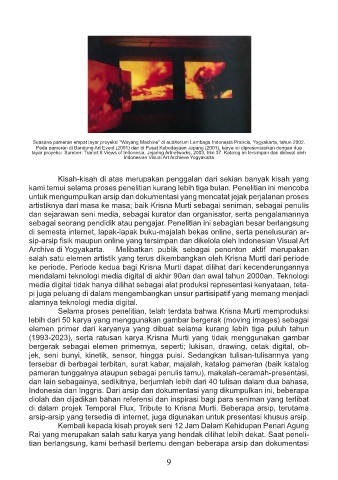 Suasana pameran empat layar proyeksi "Wayang Machine" di auditorium Lembaga Indonesia Prancis, Yogyakarta, tahun 2002.
Pada pameran di Bandung Art Event (2001) dan di Pusat Kebudayaan Jepang (2001), karya ini dipresentasikan dengan dua
layar proyeksi. Sumber: Transit 8 Views of Indonesia, Jejaring Artnetworks, 2003, hlm 37. Katalog ini tersimpan dan dirawat oleh
Indonesian Visual Art Archieve Yogyakarta
Kisah-kisah di atas merupakan penggalan dari sekian banyak kisah yang
kami temui selama proses penelitian kurang lebih tiga bulan. Penelitian ini mencoba
untuk mengumpulkan arsip dan dokumentasi yang mencatat jejak perjalanan proses
artistiknya dari masa ke masa; baik Krisna Murti sebagai seniman, sebagai penulis
dan sejarawan seni media, sebagai kurator dan organisator, serta pengalamannya
sebagai seorang pendidik atau pengajar. Penelitian ini sebagian besar berlangsung
di semesta internet, lapak-lapak buku-majalah bekas online, serta penelusuran ar-
sip-arsip fisik maupun online yang tersimpan dan dikelola oleh Indonesian Visual Art
Archive di Yogyakarta. Melibatkan publik sebagai penonton aktif merupakan
salah satu elemen artistik yang terus dikembangkan oleh Krisna Murti dari periode
ke periode. Periode kedua bagi Krisna Murti dapat dilihat dari kecenderungannya
mendalami teknologi media digital di akhir 90an dan awal tahun 2000an. Teknologi
media digital tidak hanya dilihat sebagai alat produksi representasi kenyataan, teta-
pi juga peluang di dalam mengembangkan unsur partisipatif yang memang menjadi
alamnya teknologi media digital.
Selama proses penelitian, telah terdata bahwa Krisna Murti memproduksi
lebih dari 50 karya yang menggunakan gambar bergerak (moving images) sebagai
elemen primer dari karyanya yang dibuat selama kurang lebih tiga puluh tahun
(1993-2023), serta ratusan karya Krisna Murti yang tidak menggunakan gambar
bergerak sebagai elemen primernya, seperti; lukisan, drawing, cetak digital, ob-
jek, seni bunyi, kinetik, sensor, hingga puisi. Sedangkan tulisan-tulisannya yang
tersebar di berbagai terbitan, surat kabar, majalah, katalog pameran (baik katalog
pameran tunggalnya ataupun sebagai penulis tamu), makalah-ceramah-presentasi,
dan lain sebagainya, sedikitnya, berjumlah lebih dari 40 tulisan dalam dua bahasa,
Indonesia dan Inggris. Dari arsip dan dokumentasi yang dikumpulkan ini, beberapa
diolah dan dijadikan bahan referensi dan inspirasi bagi para seniman yang terlibat
di dalam projek Temporal Flux, Tribute to Krisna Murti. Beberapa arsip, terutama
arsip-arsip yang tersedia di internet, juga digunakan untuk presentasi khusus arsip.
Kembali kepada kisah proyek seni 12 Jam Dalam Kehidupan Penari Agung
Rai yang merupakan salah satu karya yang hendak dilihat lebih dekat. Saat peneli-
tian berlangsung, kami berhasil bertemu dengan beberapa arsip dan dokumentasi
9